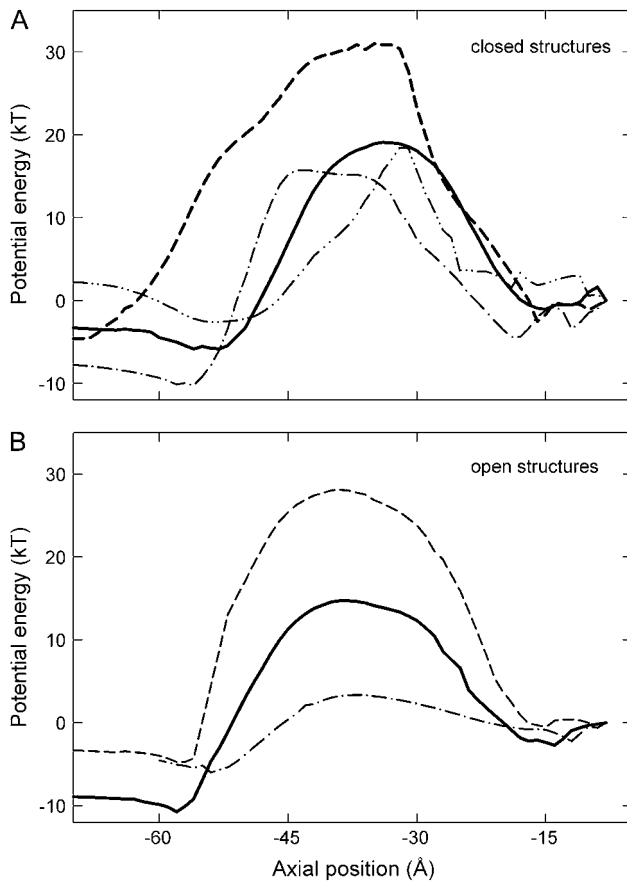 A
closed structures
Potential energy (kT)
30
20
10
0
-10
B
open structures
Potential energy (kT)
30
20
10
0
-10
-60 -45 -30 -15
Axial position (Å)